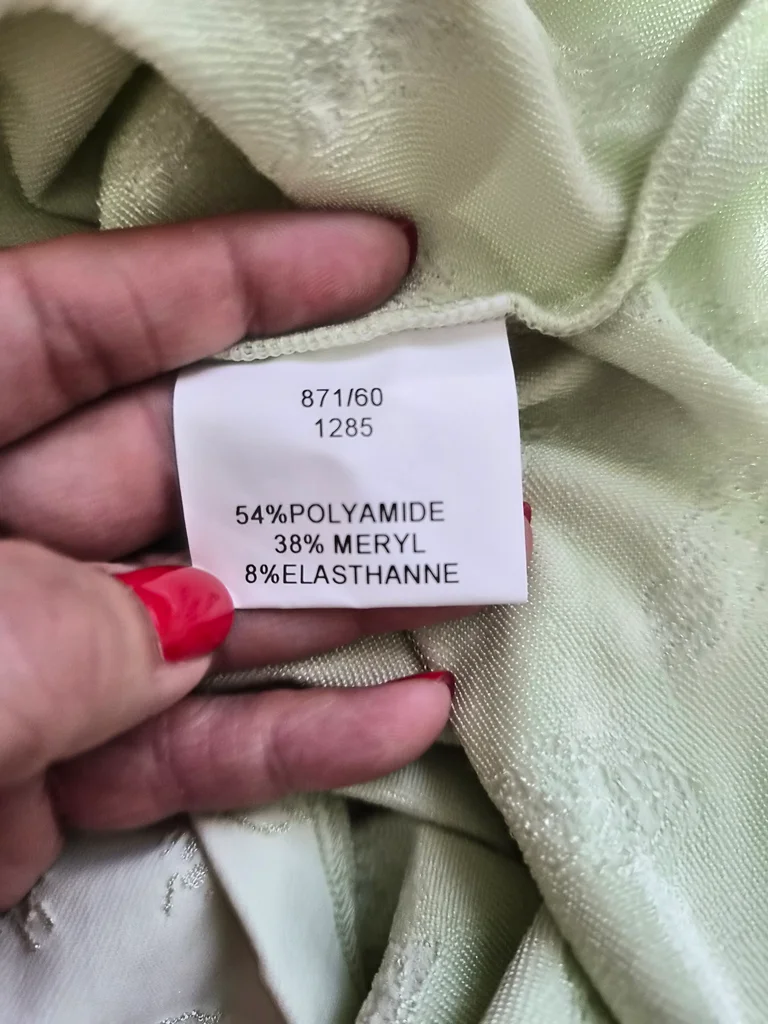 871/60
1285
54%POLYAMIDE
38% MERYL
8%ELASTHANNE